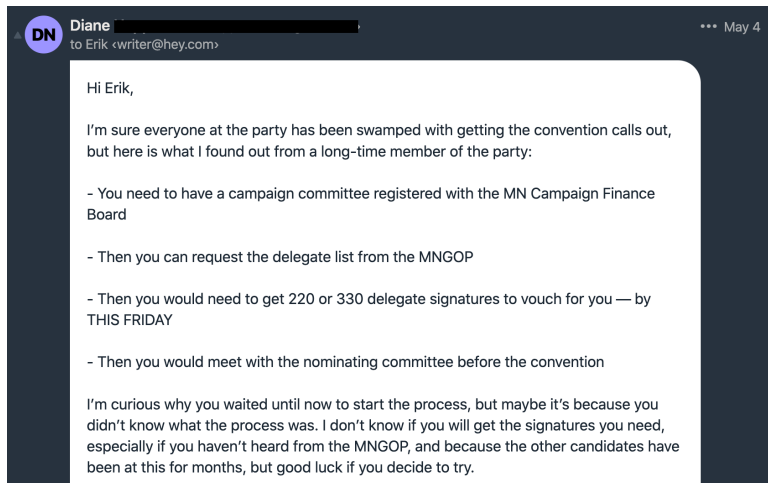 DN
Diane
May 4
to Erik <writer@hey.com>
Hi Erik,
I'm sure everyone at the party has been swamped with getting the convention calls out,
but here is what I found out from a long-time member of the party:
- You need to have a campaign committee registered with the MN Campaign Finance
Board
- Then you can request the delegate list from the MNGOP
- Then you would need to get 220 or 330 delegate signatures to vouch for you — by
THIS FRIDAY
- Then you would meet with the nominating committee before the convention
I'm curious why you waited until now to start the process, but maybe it's because you
didn't know what the process was. I don't know if you will get the signatures you need,
especially if you haven't heard from the MNGOP, and because the other candidates have
been at this for months, but good luck if you decide to try.